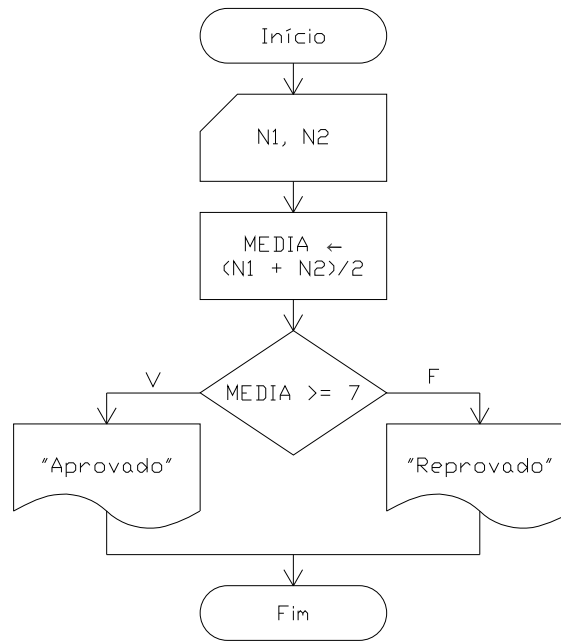 Início
N1, N2
MEDIA ←
(N1 + N2)/2
MEDIA >= 7
V
F
"Aprovado"
"Reprovado"
Fim